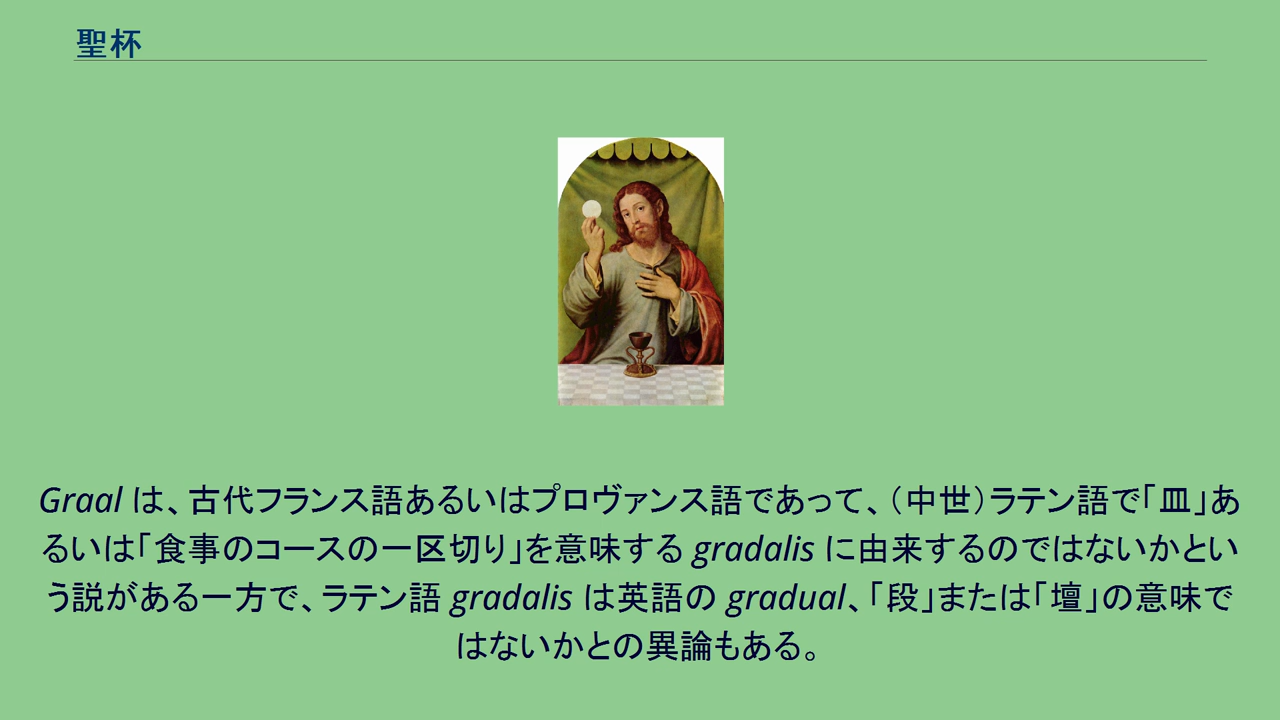 聖杯
Graal は、古代フランス語あるいはプロヴァンス語であって、（中世）ラテン語で「皿」あ
るいは「食事のコースの一区切り」を意味する gradalis に由来するのではないかとい
う説がある一方で、ラテン語 gradalis は英語の gradual、「段」または「壇」の意味で
はないかとの異論もある。